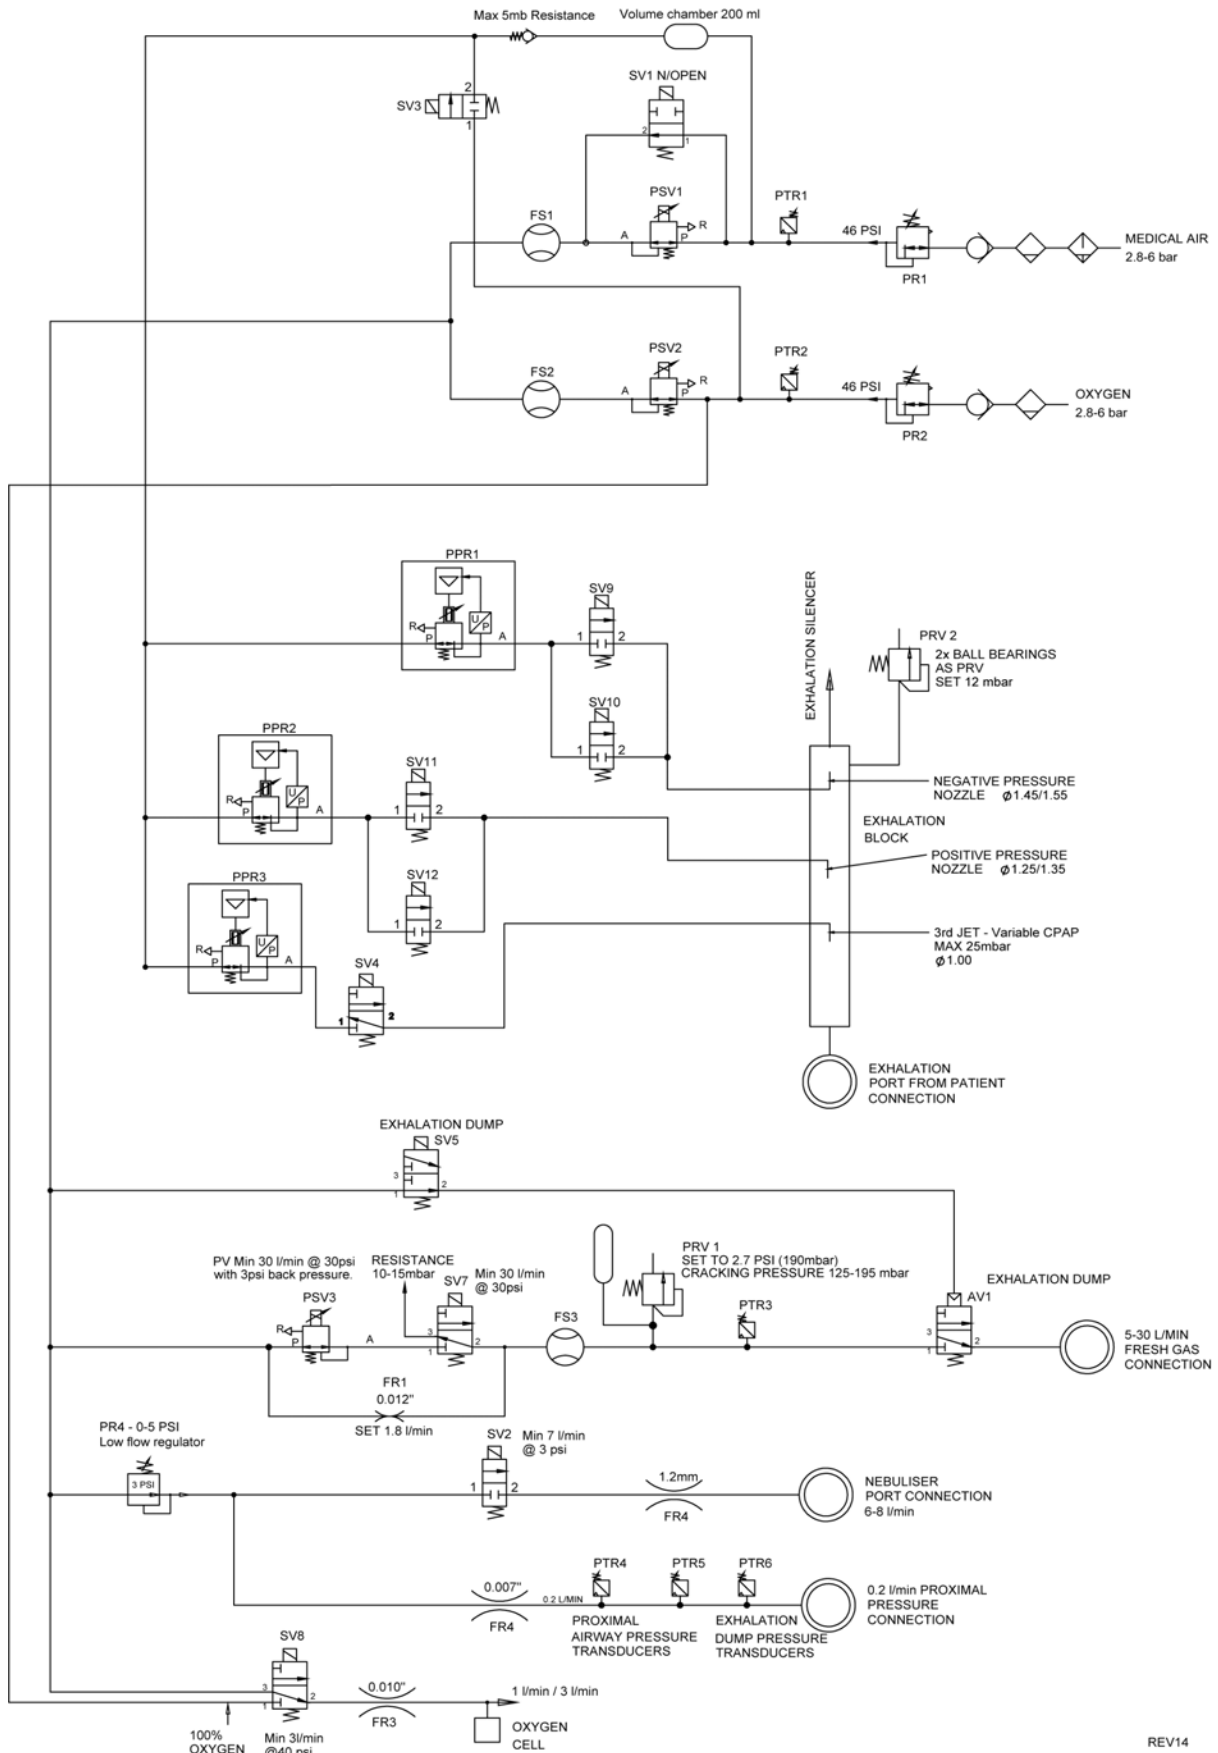 Max 5mb Resistance
Volume chamber 200 ml
SV1 N/OPEN
2
SV3
1
2
1
PTR1
PSV1
FS1
R
A
P
46 PSI
MEDICAL AIR
2.8-6 bar
PR1
PSV2
PTR2
FS2
R
A
P
46 PSI
OXYGEN
2.8-6 bar
PR2
PPR1
R
P
U
P
A
SV9
1
2
EXHALATION SILENCER
PRV 2
2x BALL BEARINGS
AS PRV
SET 12 mbar
SV10
1
2
PPR2
R
P
U
P
A
SV11
1
2
NEGATIVE PRESSURE
NOZZLE ϕ1.45/1.55
EXHALATION
BLOCK
POSITIVE PRESSURE
NOZZLE ϕ1.25/1.35
SV12
1
2
PPR3
R
P
U
P
A
3rd JET - Variable CPAP
MAX 25mbar
ϕ1.00
SV4
1
2
EXHALATION
PORT FROM PATIENT
CONNECTION
EXHALATION DUMP
SV5
3
1
2
PV Min 30 l/min @ 30psi
with 3psi back pressure.
PSV3
R
P
A
RESISTANCE
10-15mbar
SV7
Min 30 l/min
@ 30psi
3
1
2
FS3
PRV 1
SET TO 2.7 PSI (190mbar)
CRACKING PRESSURE 125-195 mbar
PTR3
EXHALATION DUMP
AV1
3
1
2
5-30 L/MIN
FRESH GAS
CONNECTION
FR1
0.012"
SET 1.8 l/min
PR4 - 0-5 PSI
Low flow regulator
3 PSI
SV2
Min 7 l/min
@ 3 psi
1
2
1.2mm
FR4
NEBULISER
PORT CONNECTION
6-8 l/min
0.007"
FR4
0.2 L/MIN
PTR4
PTR5
PTR6
PROXIMAL
AIRWAY PRESSURE
TRANSDUCERS
EXHALATION
DUMP PRESSURE
TRANSDUCERS
0.2 l/min PROXIMAL
PRESSURE
CONNECTION
SV8
3
1
2
100%
OXYGEN
Min 3l/min
@40 psi
0.010"
FR3
1 l/min / 3 l/min
OXYGEN
CELL
REV14